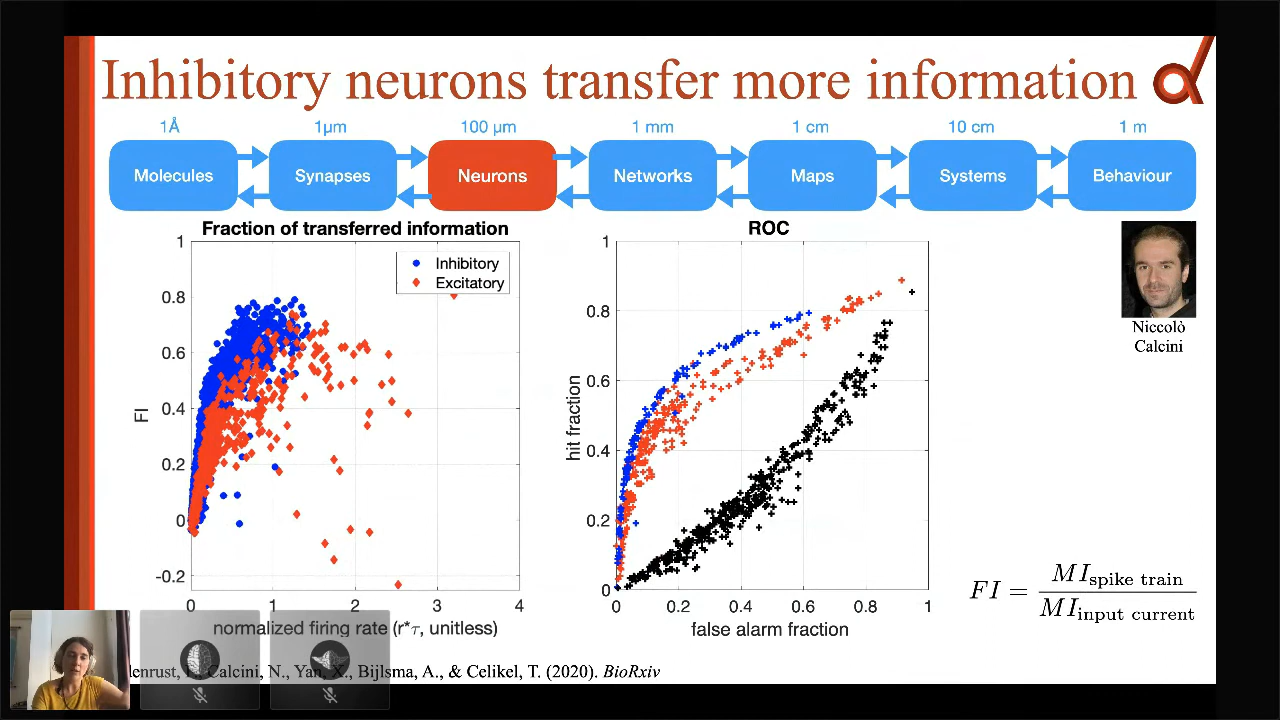 Inhibitory neurons transfer more information
1Å 1μm 100 μm 1 mm 1 cm 10 cm 1 m
Molecules Synapses Neurons Networks Maps Systems Behaviour
Fraction of transferred information
1
0.8
0.6
0.4
0.2
0
-0.2
FI
Inhibitory
Excitatory
0 1 2 3 4
normalized firing rate (r*τ, unitless)
ROC
1
0.8
0.6
0.4
0.2
0
hit fraction
0 0.2 0.4 0.6 0.8 1
false alarm fraction
Niccolò
Calcini
FI = MI spike train / MI input current
Calcini, N., Yan, X., Bijlsma, A., & Celikel, T. (2020). BioRxiv